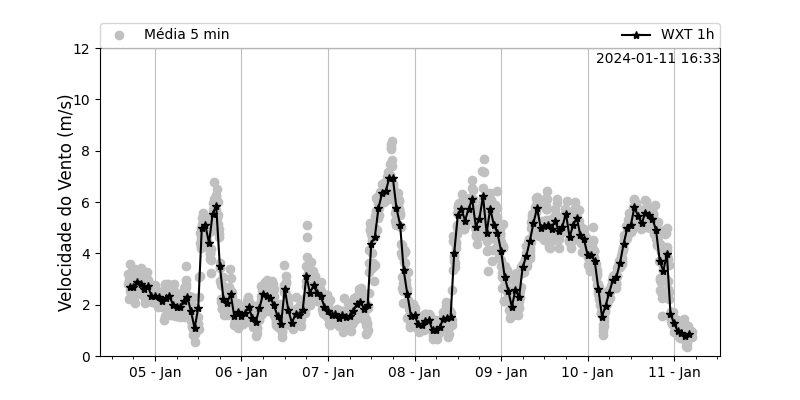 Média 5 min
WXT 1h
2024-01-11 16:33
Velocidade do Vento (m/s)
12
10
8
6
4
2
0
05 - Jan
06 - Jan
07 - Jan
08 - Jan
09 - Jan
10 - Jan
11 - Jan